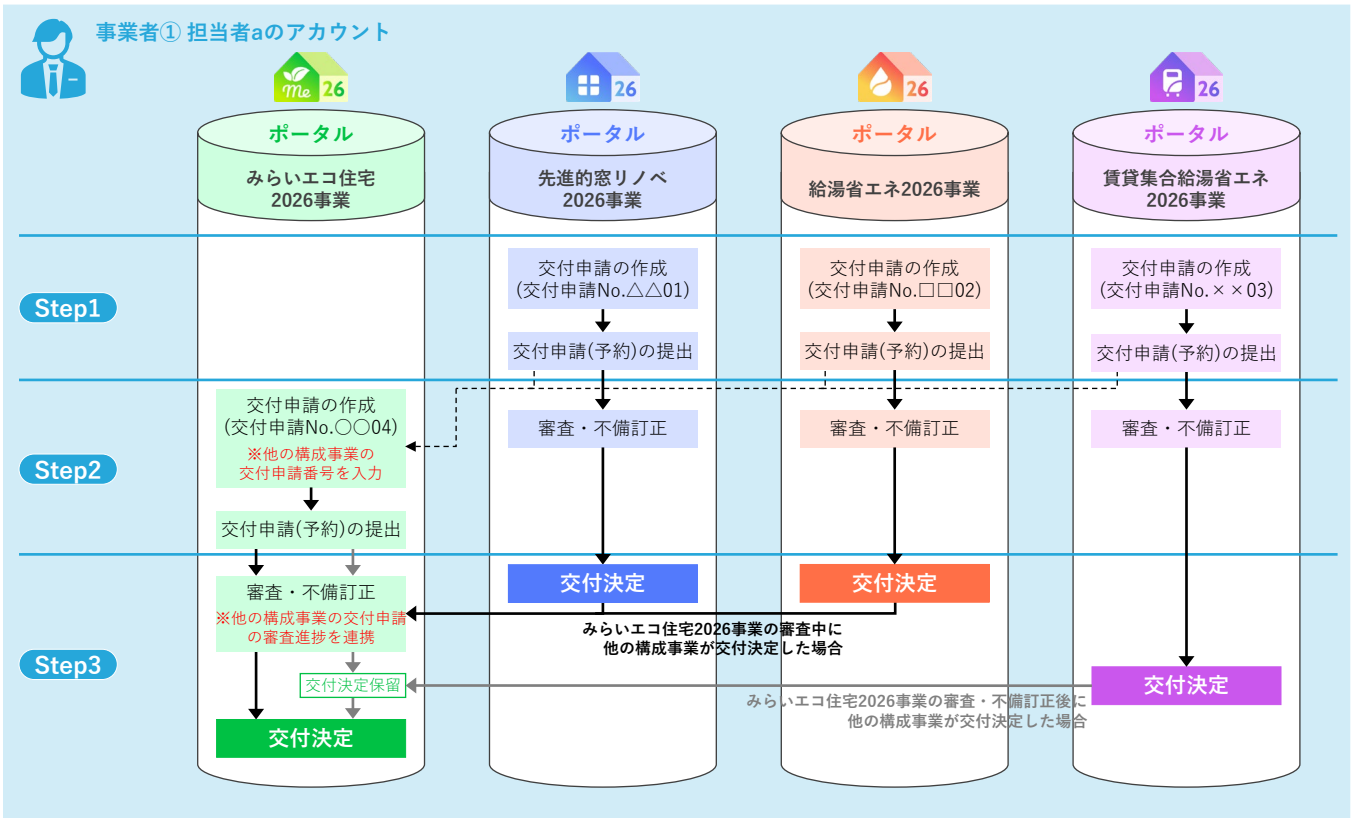 事業者① 担当者aのアカウント
me 26
26
26
26
ポータル
みらいエコ住宅
2026事業
ポータル
先進的窓リノベ
2026事業
ポータル
給湯省エネ2026事業
ポータル
賃貸集合給湯省エネ
2026事業
Step1
交付申請の作成
(交付申請No.△△01)
交付申請(予約)の提出
交付申請の作成
(交付申請No.□□02)
交付申請(予約)の提出
交付申請の作成
(交付申請No.××03)
交付申請(予約)の提出
Step2
交付申請の作成
(交付申請No.○○04)
※他の構成事業の
交付申請番号を入力
交付申請(予約)の提出
審査・不備訂正
審査・不備訂正
審査・不備訂正
Step3
審査・不備訂正
※他の構成事業の交付申請
の審査進捗を連携
交付決定保留
交付決定
交付決定
交付決定
みらいエコ住宅2026事業の審査中に
他の構成事業が交付決定した場合
交付決定
みらいエコ住宅2026事業の審査・不備訂正後に
他の構成事業が交付決定した場合